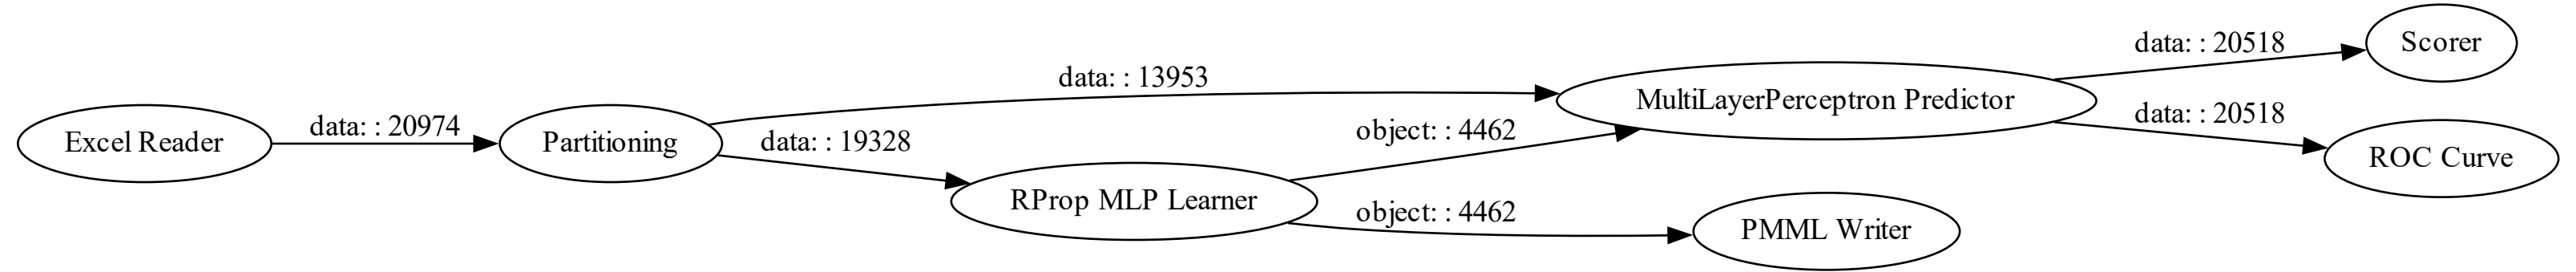 Excel Reader
data: : 20974
Partitioning
data: : 13953
data: : 19328
RProp MLP Learner
object: : 4462
object: : 4462
MultiLayerPerceptron Predictor
PMML Writer
data: : 20518
data: : 20518
Scorer
ROC Curve